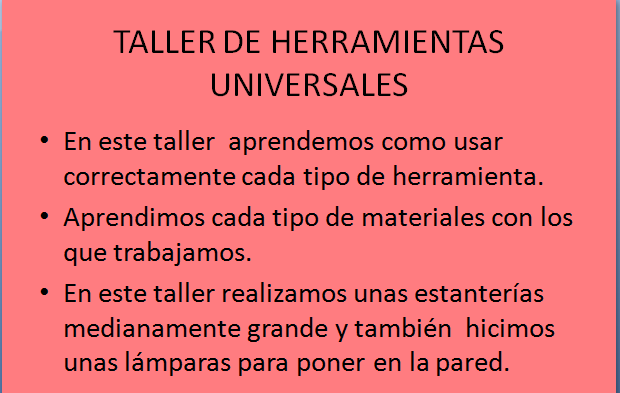 TALLER DE HERRAMIENTAS
UNIVERSALES
• En este taller  aprendemos como usar
correctamente cada tipo de herramienta.
• Aprendimos cada tipo de materiales con los
que trabajamos.
• En este taller realizamos unas estanterías
medianamente grande y también  hicimos
unas lámparas para poner en la pared.